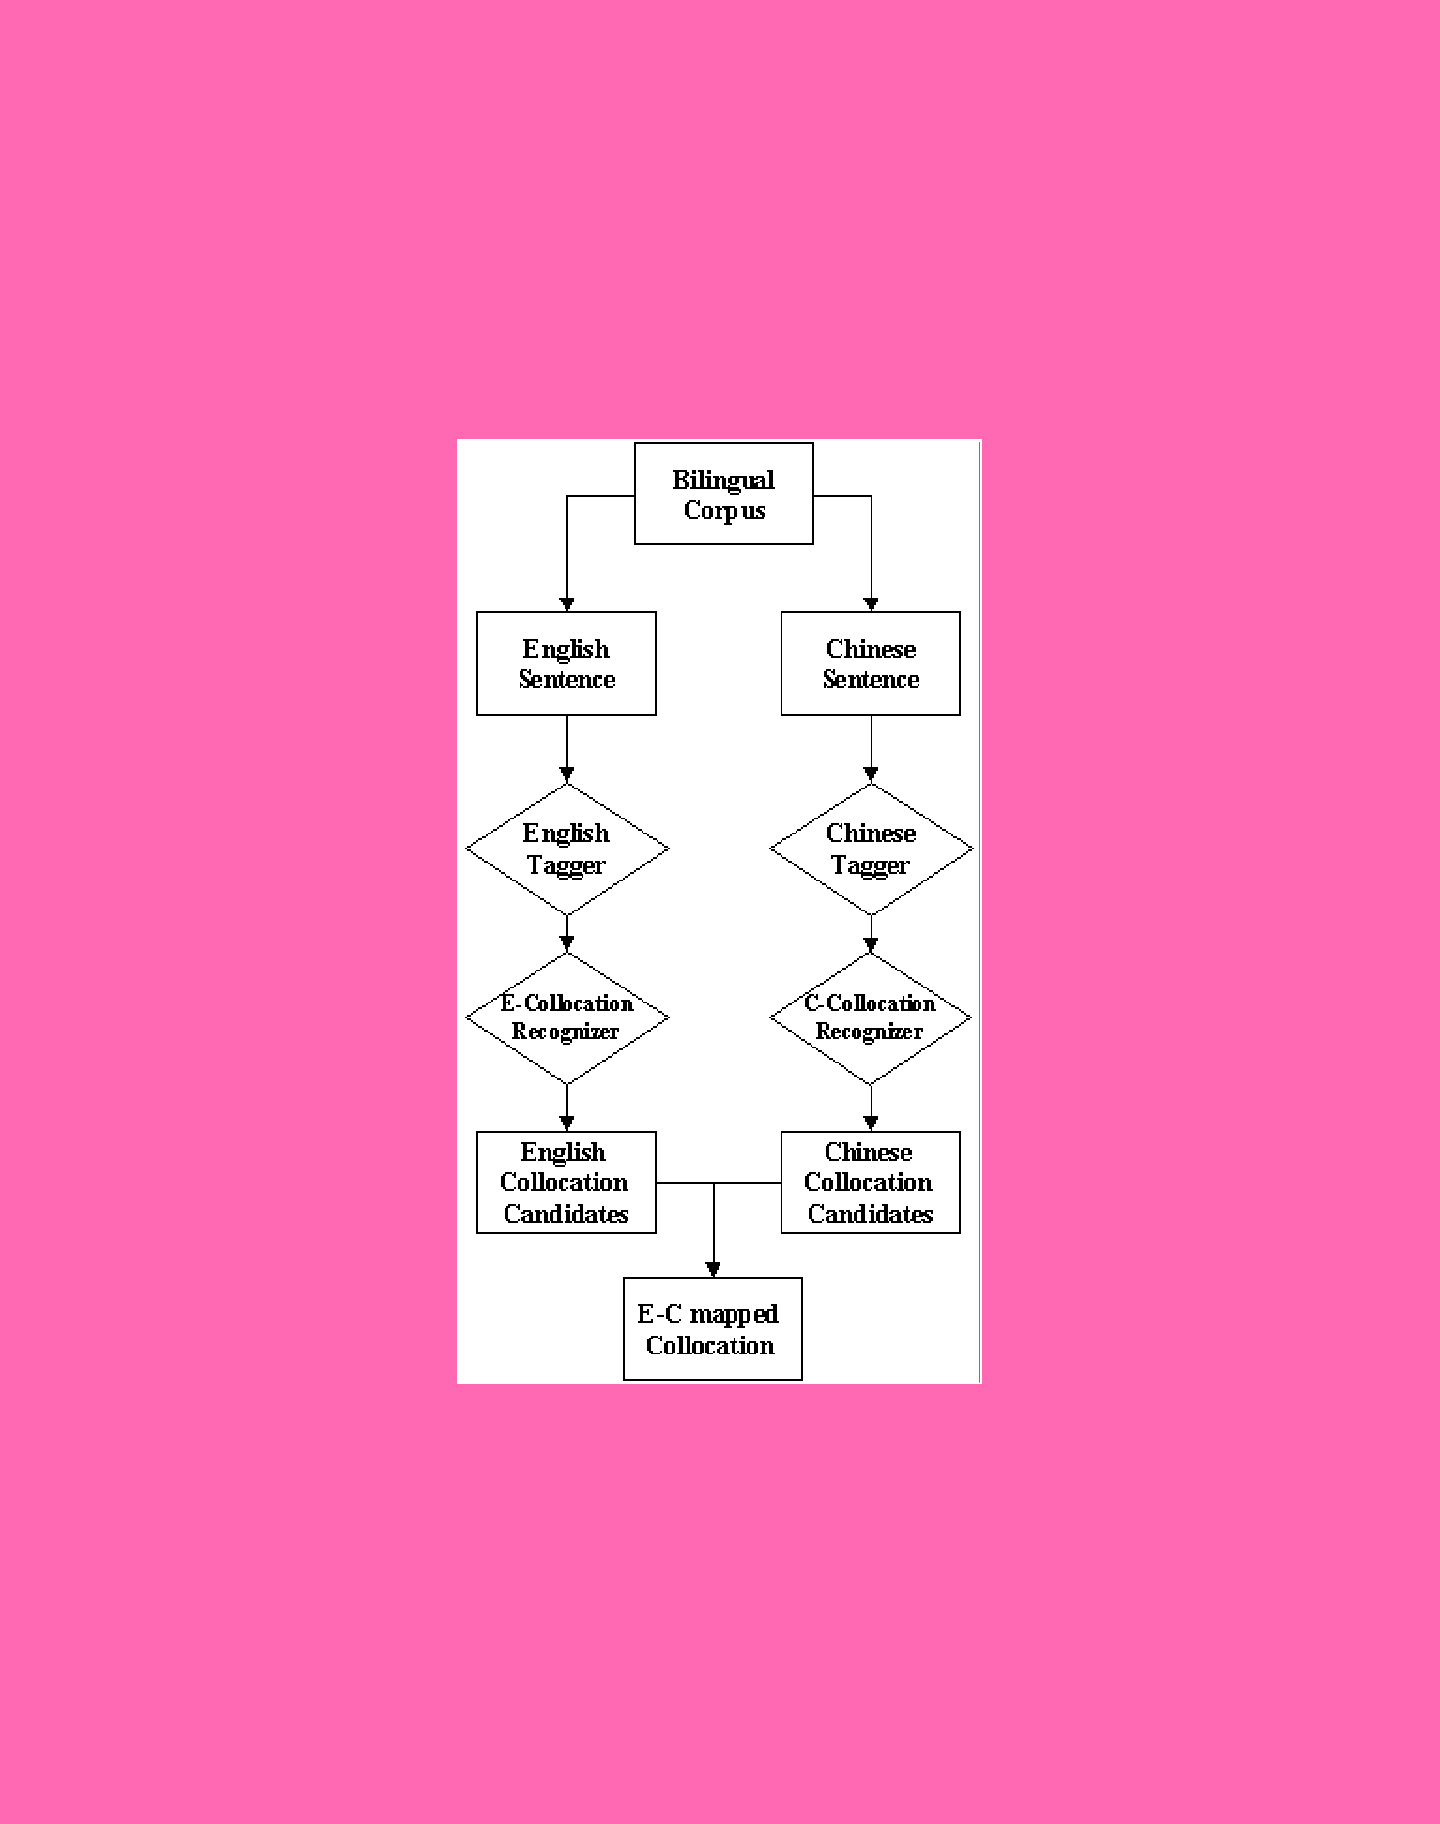 Bilingual
Corpus
English
Sentence
Chinese
Sentence
English
Tagger
Chinese
Tagger
E-Collocation
Recognizer
C-Collocation
Recognizer
English
Collocation
Candidates
Chinese
Collocation
Candidates
E-C mapped
Collocation